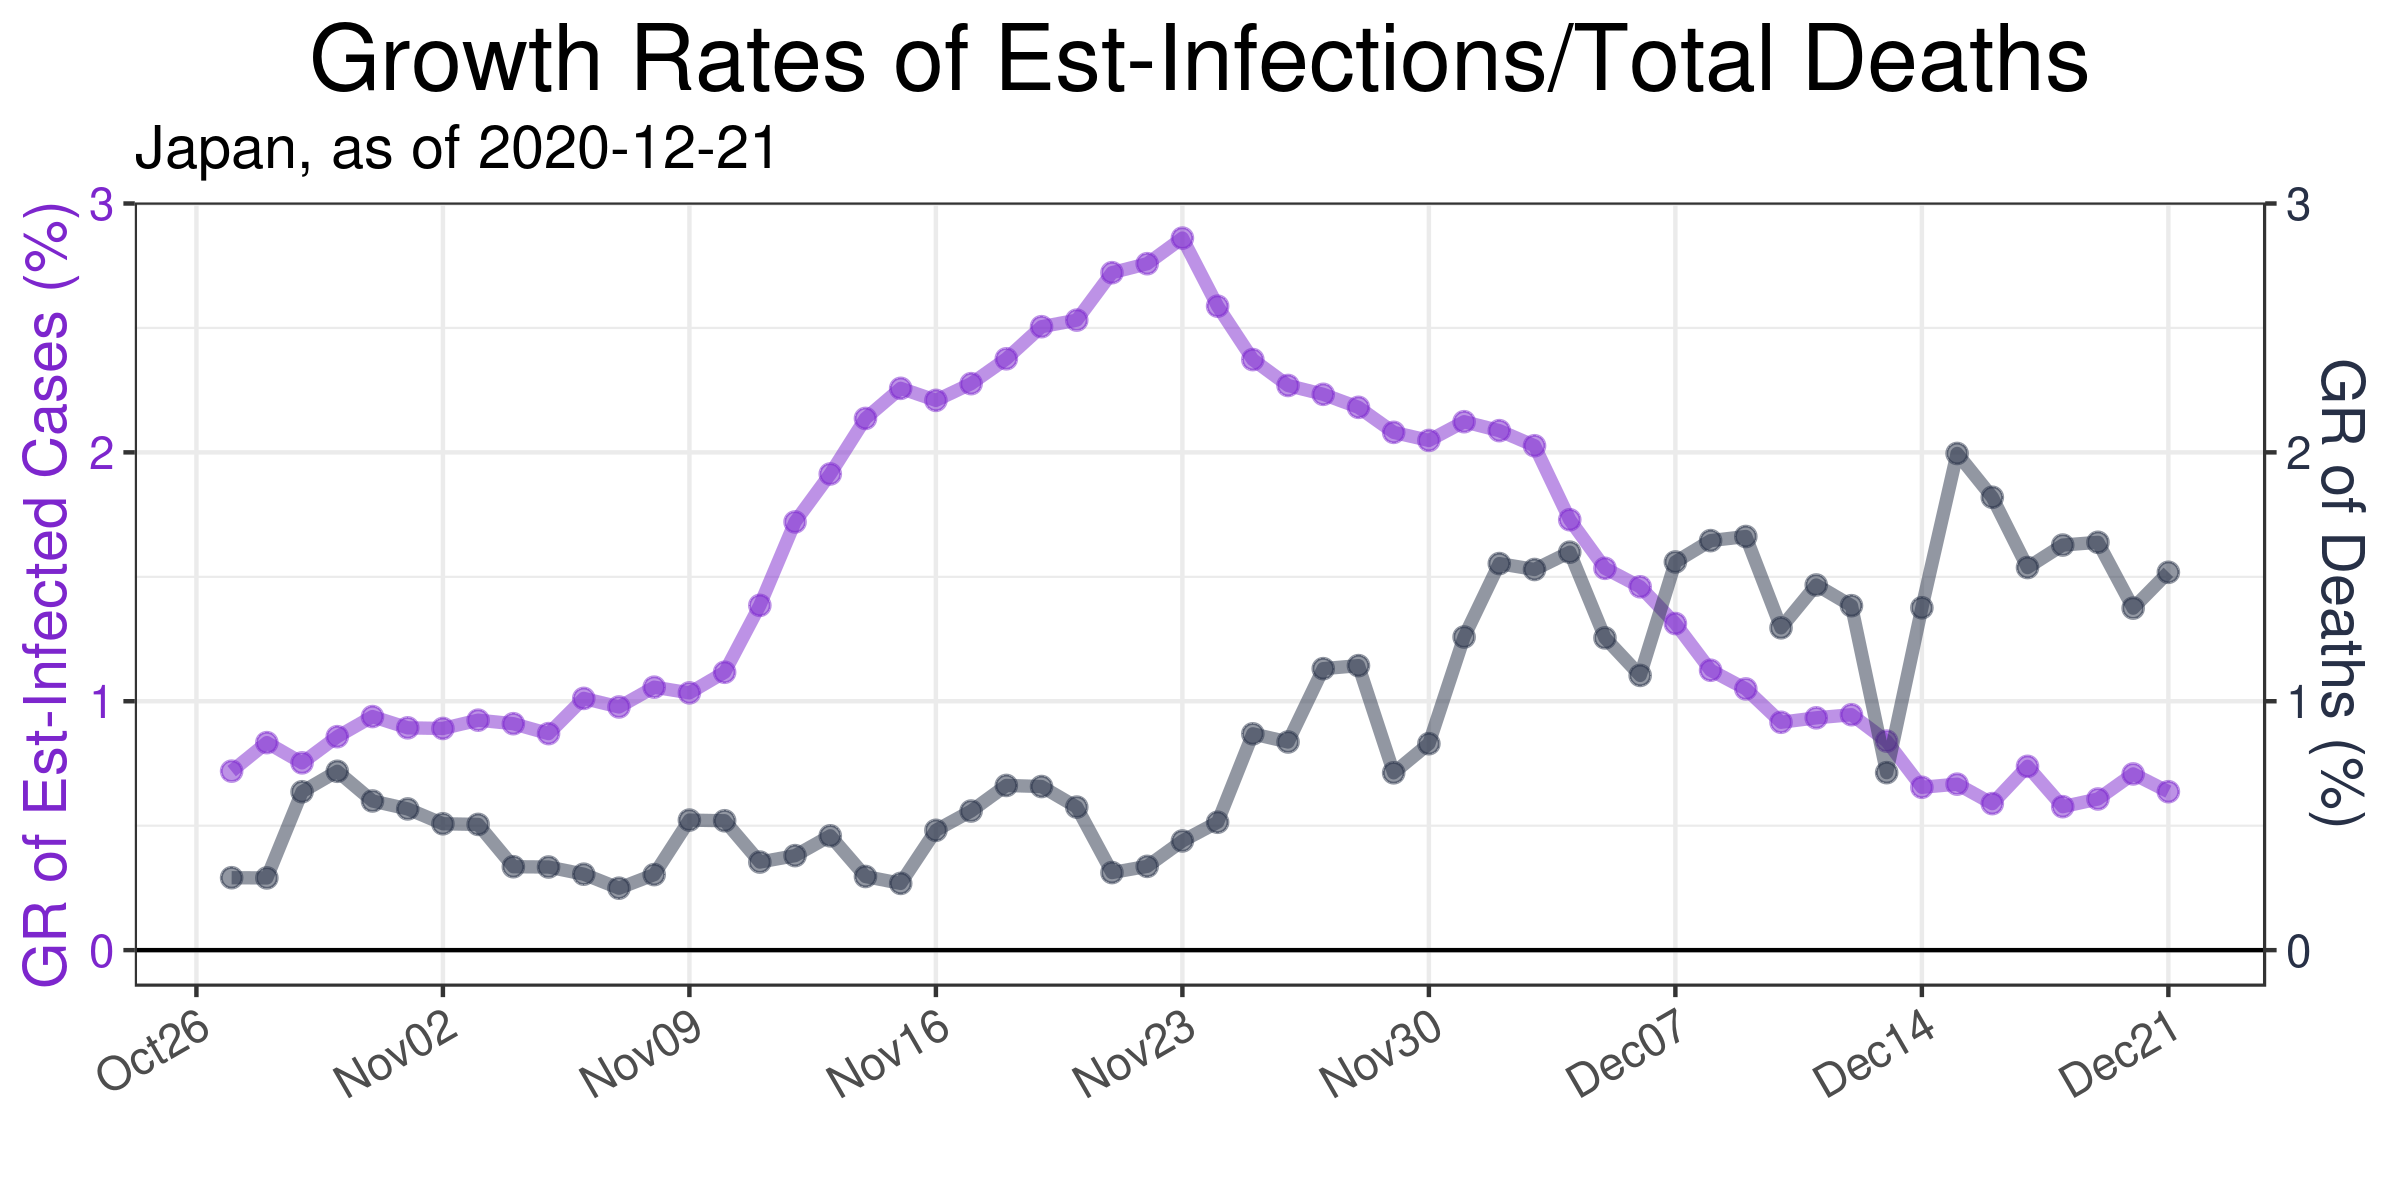 Growth Rates of Est-Infections/Total Deaths
Japan, as of 2020-12-21
GR of Est-Infected Cases (%)
3
2
1
0
3
2
1
0
GR of Deaths (%)
Oct26
Nov02
Nov09
Nov16
Nov23
Nov30
Dec07
Dec14
Dec21